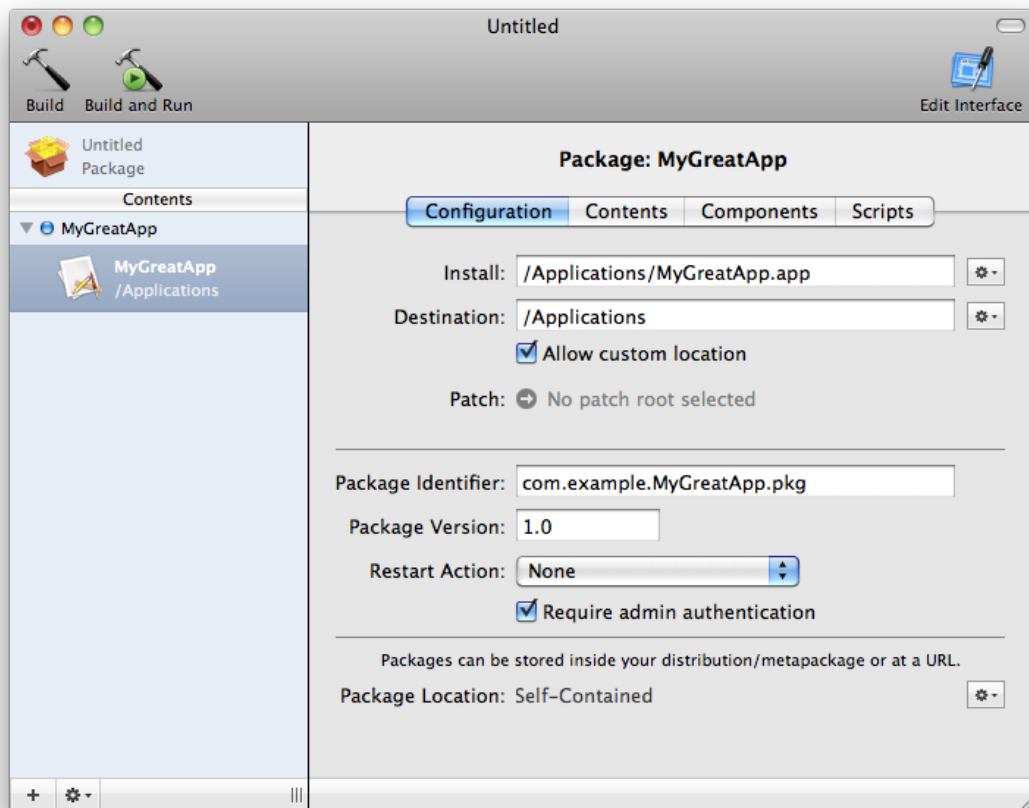 Untitled
Build Build and Run Edit Interface
Untitled
Package
Contents
MyGreatApp
MyGreatApp
/Applications
Package: MyGreatApp
Configuration Contents Components Scripts
Install: /Applications/MyGreatApp.app
Destination: /Applications
Allow custom location
Patch: No patch root selected
Package Identifier: com.example.MyGreatApp.pkg
Package Version: 1.0
Restart Action: None
Require admin authentication
Packages can be stored inside your distribution/metapackage or at a URL.
Package Location: Self-Contained